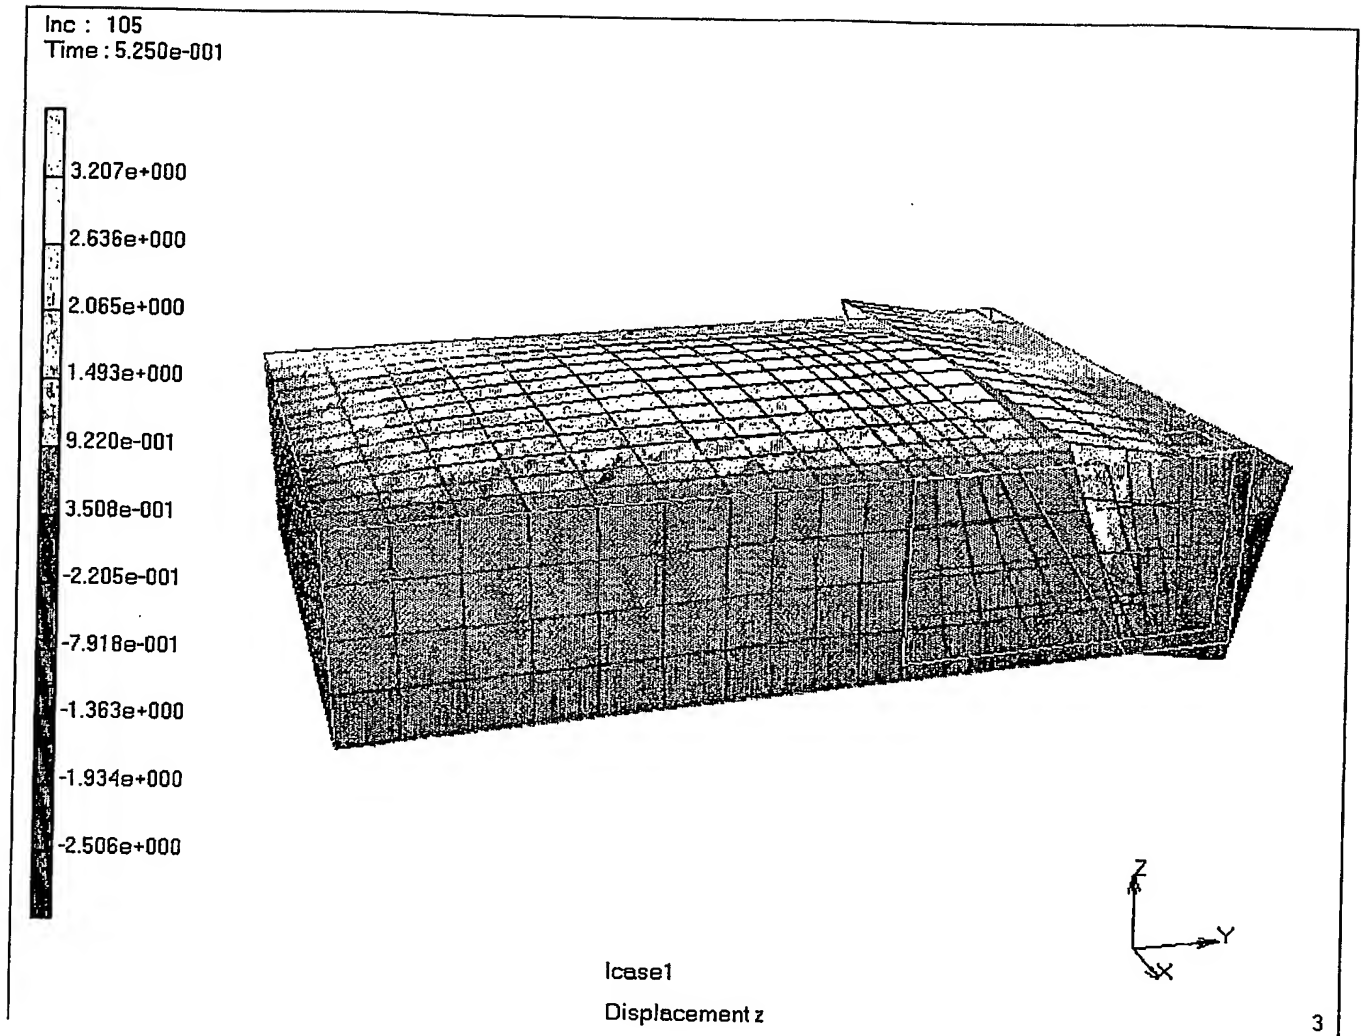 Inc : 105
Time : 5.250e-001
3.207e+000
2.636e+000
2.065e+000
1.493e+000
9.220e-001
3.508e-001
-2.205e-001
-7.918e-001
-1.363e+000
-1.934e+000
-2.506e+000
Z
Y
X
lcase1
Displacement z
3